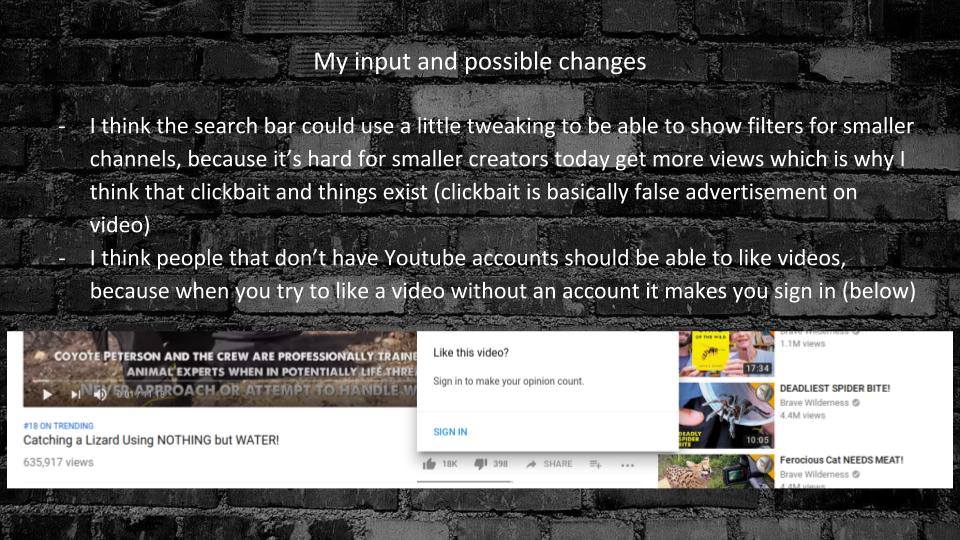 My input and possible changes
- I think the search bar could use a little tweaking to be able to show filters for smaller
channels, because it's hard for smaller creators today get more views which is why I
think that clickbait and things exist (clickbait is basically false advertisement on
video)
- I think people that don't have Youtube accounts should be able to like videos,
because when you try to like a video without an account it makes you sign in (below)
COYOTE PETERSON AND THE CREW ARE PROFESSIONALLY TRAINE
ANIMAL EXPERTS WHEN IN POTENTIALLY LIFE THRE
NEVER APPROACH OR ATTEMPT TO HANDLE W
#18 ON TRENDING
Catching a Lizard Using NOTHING but WATER!
635,917 views
Like this video?
Sign in to make your opinion count.
SIGN IN
18K 398 SHARE
OF THE WILD
17:34
Brave Wilderness
1.1M views
DEADLY
SPIDER
BITE
10:05
DEADLIEST SPIDER BITE!
Brave Wilderness
4.4M views
Ferocious Cat NEEDS MEAT!
Brave Wilderness
4.4M views